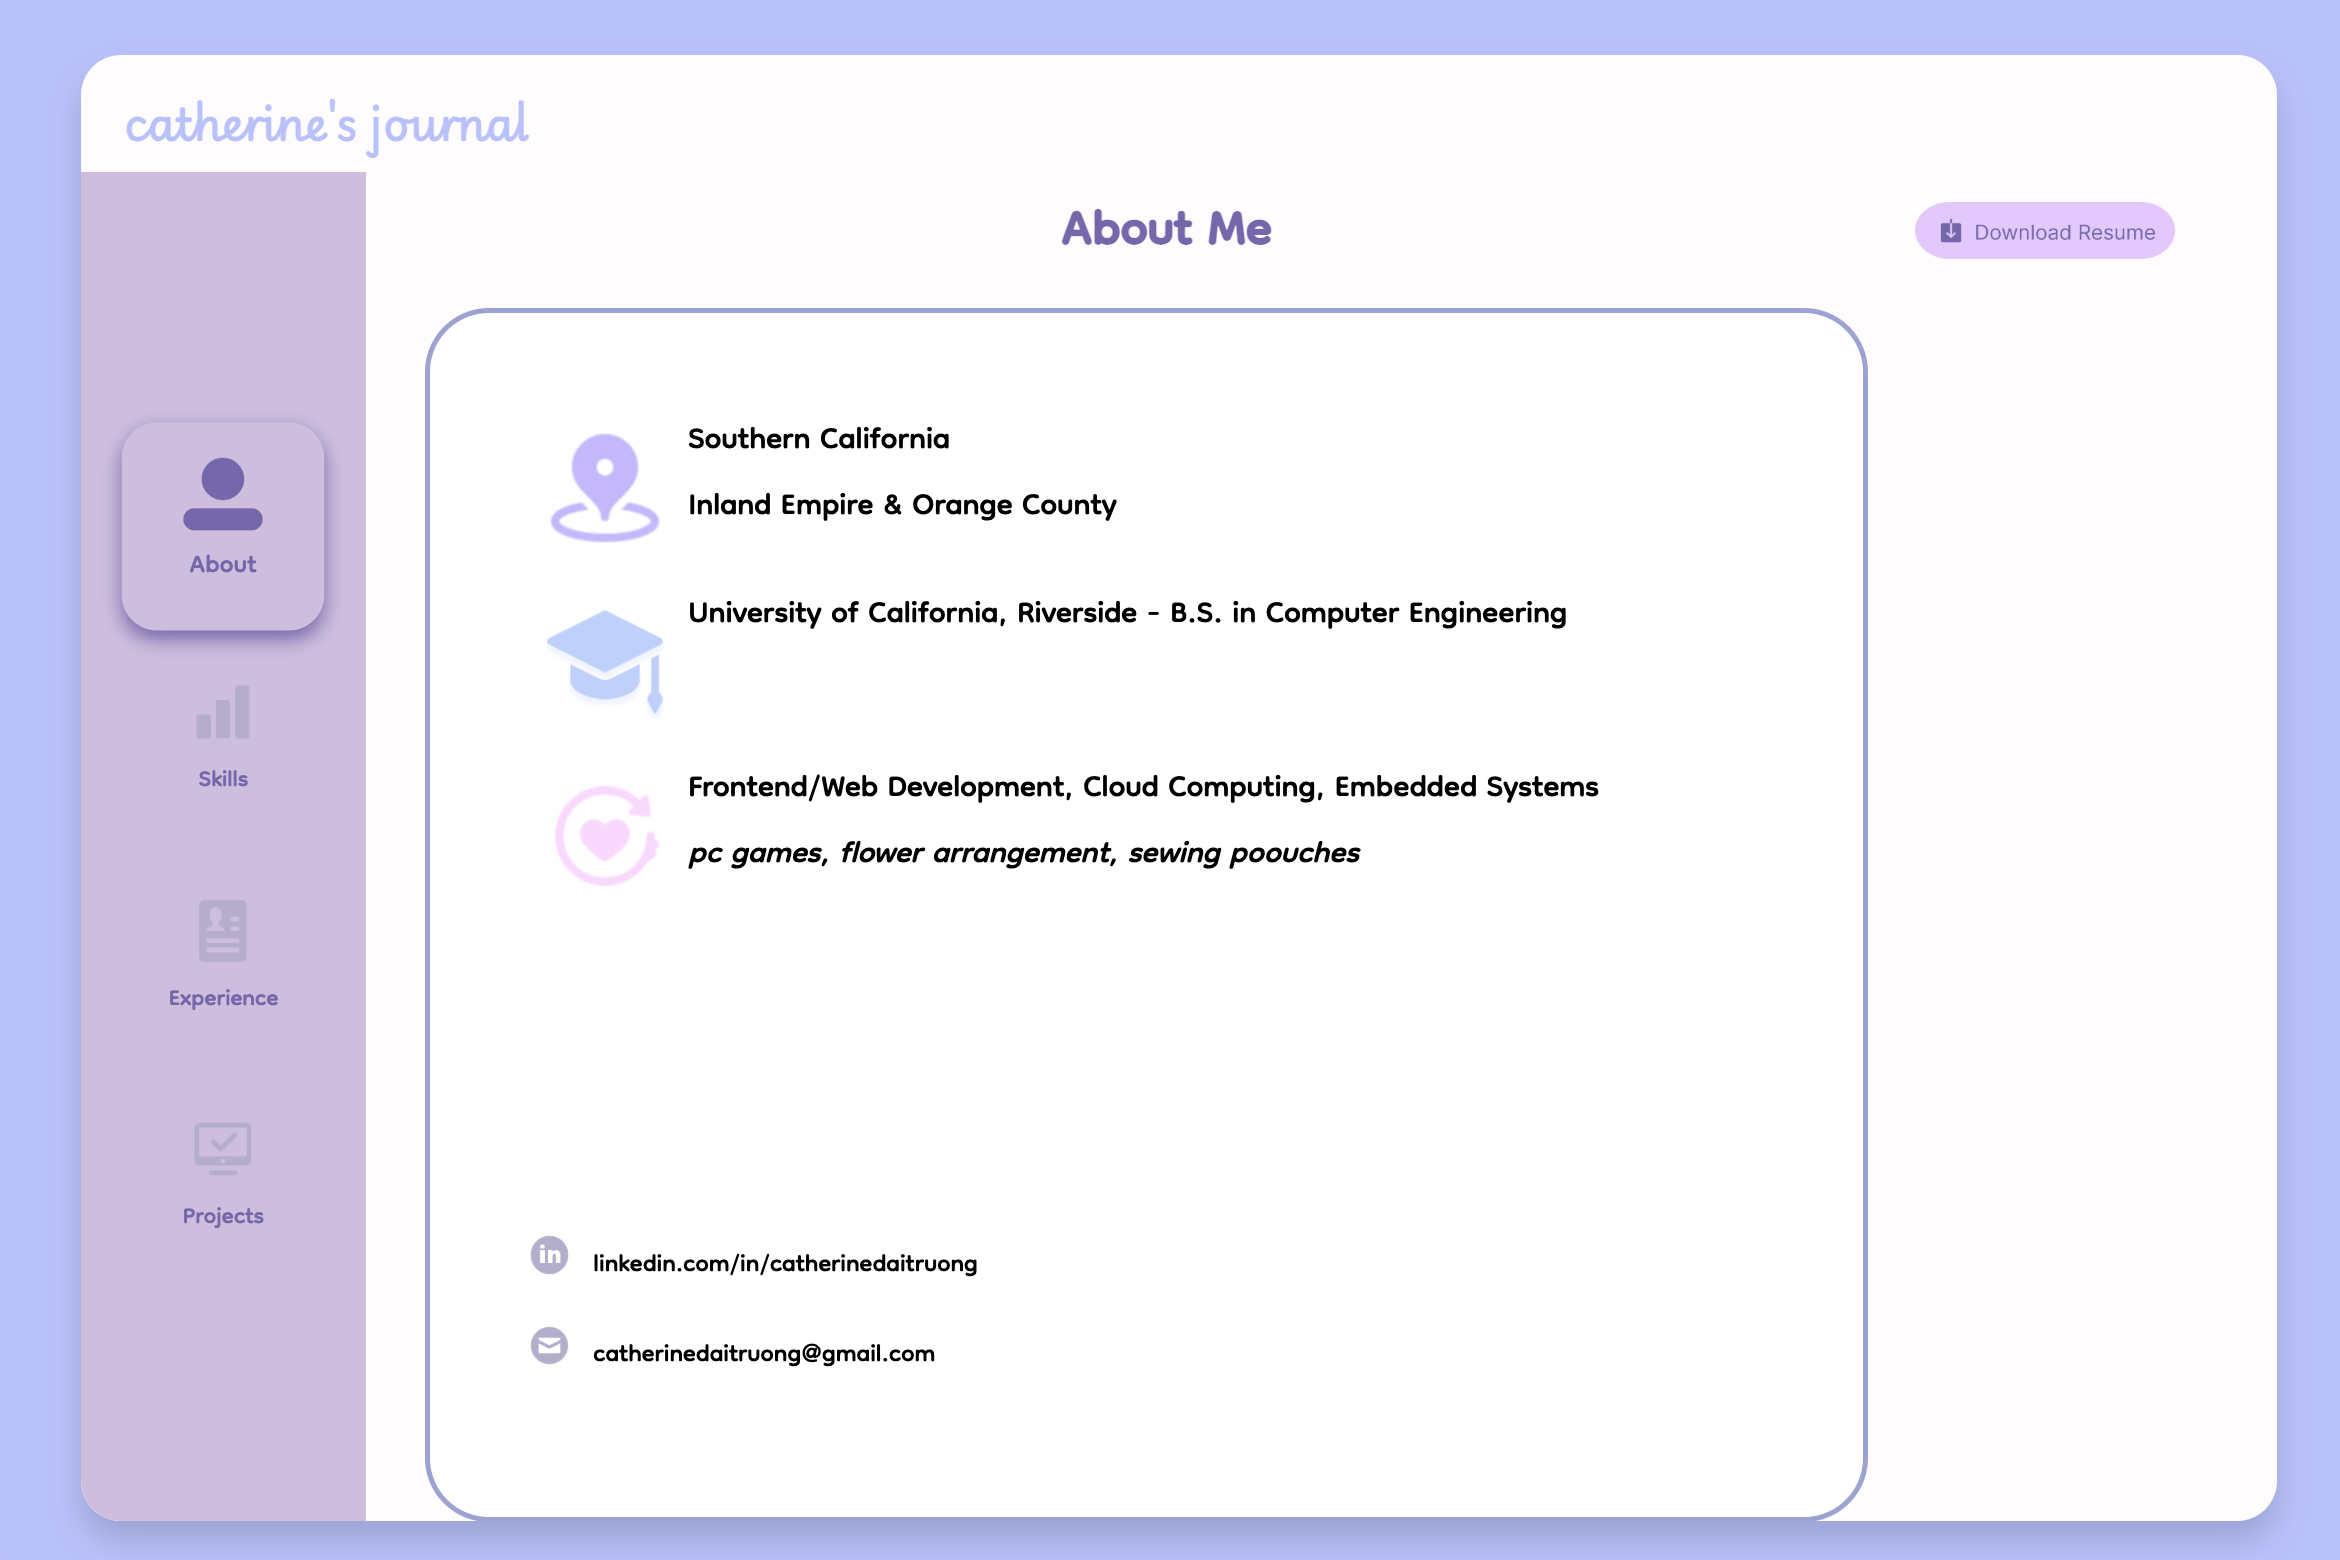 catherine's journal
About Me
Download Resume
About
Skills
Experience
Projects
Southern California
Inland Empire & Orange County
University of California, Riverside - B.S. in Computer Engineering
Frontend/Web Development, Cloud Computing, Embedded Systems
pc games, flower arrangement, sewing poouches
in
linkedin.com/in/catherinedaitruong
catherinedaitruong@gmail.com